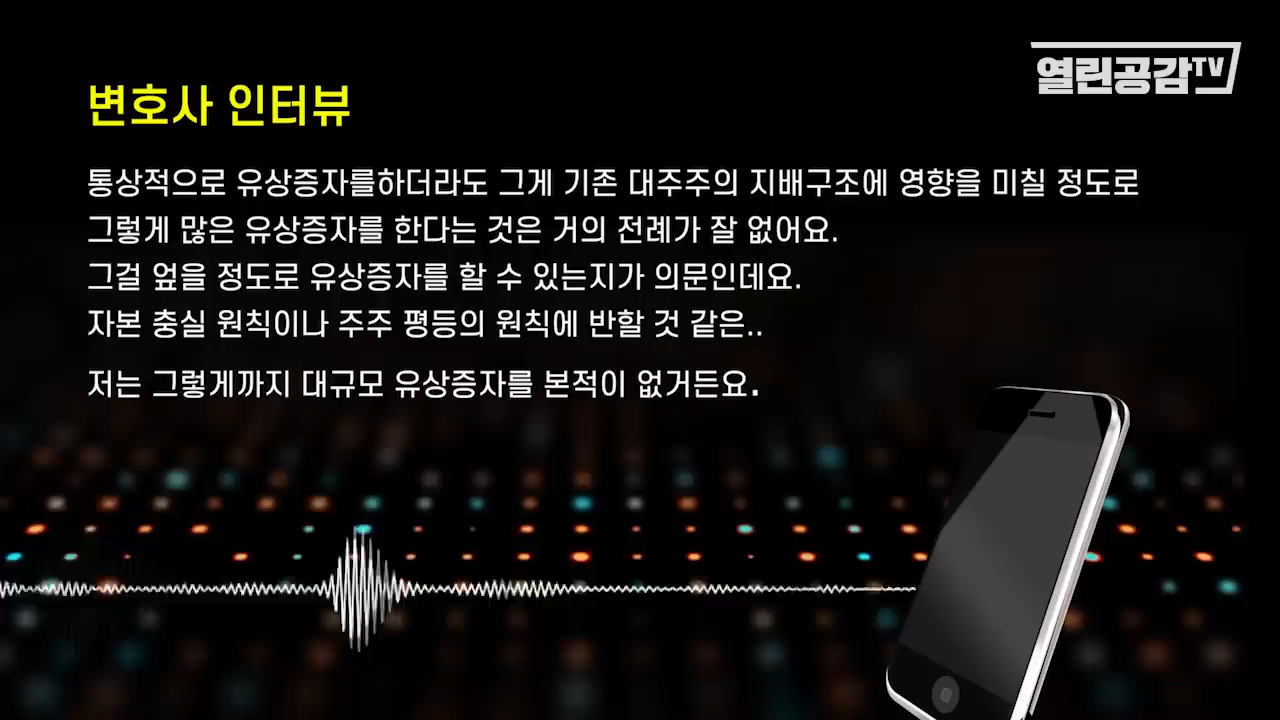 열린공감TV
변호사 인터뷰
통상적으로 유상증자를하더라도 그게 기존 대주주의 지배구조에 영향을 미칠 정도로
그렇게 많은 유상증자를 한다는 것은 거의 전례가 잘 없어요.
그걸 엎을 정도로 유상증자를 할 수 있는지가 의문인데요.
자본 충실 원칙이나 주주 평등의 원칙에 반할 것 같은..
저는 그렇게까지 대규모 유상증자를 본적이 없거든요.